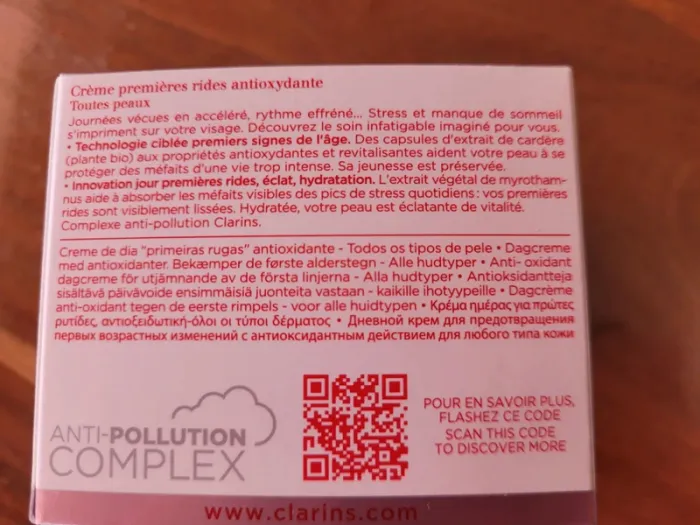 Crème premières rides antioxydante
Toutes peaux
Journées vécues en accéléré, rythme effréné... Stress et manque de sommeil
s'impriment sur votre visage. Découvrez le soin infatigable imaginé pour vous.
• Technologie ciblée premiers signes de l'âge. Des capsules d'extrait de cardère
(plante bio) aux propriétés antioxydantes et revitalisantes aident votre peau à se
protéger des méfaits d'une vie trop intense. Sa jeunesse est préservée.
• Innovation jour premières rides, éclat, hydratation. L'extrait végétal de myrotham-
nus aide à absorber les méfaits visibles des pics de stress quotidiens : vos premières
rides sont visiblement lissées. Hydratée, votre peau est éclatante de vitalité.
Complexe anti-pollution Clarins.
Creme de dia "primeiras rugas" antioxidante - Todos os tipos de pele • Dagcreme
med antioxidanter. Bekæmper de første alderstegn - Alle hudtyper • Anti-oxidant
dagcreme för utjämnande av de första linjerna - Alla hudtyper • Antioksidantteja
sisältävä päivävoide ensimmäisiä juonteita vastaan - kaikille ihotyypeille • Dagcrème
anti-oxidant tegen de eerste rimpels - voor alle huidtypen • Κρέμα ημέρας για πρώτες
ρυτίδες, αντιοξειδωτική-όλοι οι τύποι δέρματος • Дневной крем для предотвращения
первых возрастных изменений с антиоксидантным действием для любого типа кожи
ANTI-POLLUTION
COMPLEX
POUR EN SAVOIR PLUS,
FLASHEZ CE CODE
SCAN THIS CODE
TO DISCOVER MORE
www.clarins.com